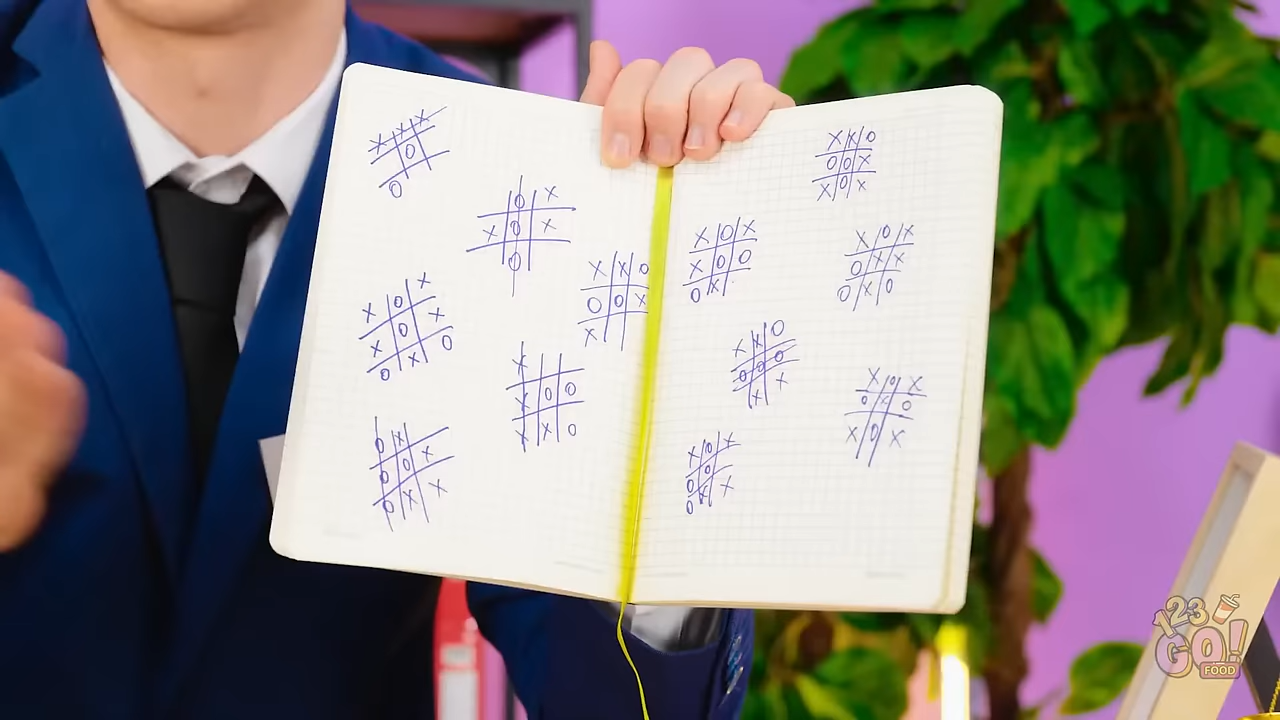 X X X
O
O
O X
X O X
O
X O X
X O X
O X O
X X O
O O X
X
X
X O O
X X O
O X
O O X
O X X
X X O
O O X
X O X
X O X
X O O
O X
X O X
O X X
O X O
X X O
O O O
X X
X O X
O X O
X O X
X O X
O O
O X X
123
GO!
FOOD